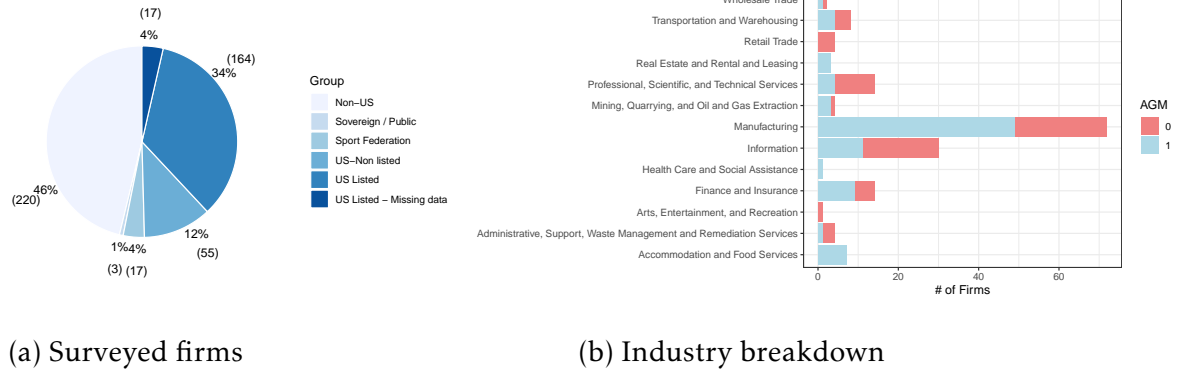 (17)
4%
(164)
34%
46%
(220)
1%
4%
12%
(3)
(17)
(55)
Group
Non–US
Sovereign / Public
Sport Federation
US–Non listed
US Listed
US Listed – Missing data
(a) Surveyed firms
Wholesale Trade
Transportation and Warehousing
Retail Trade
Real Estate and Rental and Leasing
Professional, Scientific, and Technical Services
Mining, Quarrying, and Oil and Gas Extraction
Manufacturing
Information
Health Care and Social Assistance
Finance and Insurance
Arts, Entertainment, and Recreation
Administrative, Support, Waste Management and Remediation Services
Accommodation and Food Services
0 20 40 60
# of Firms
AGM
0
1
(b) Industry breakdown